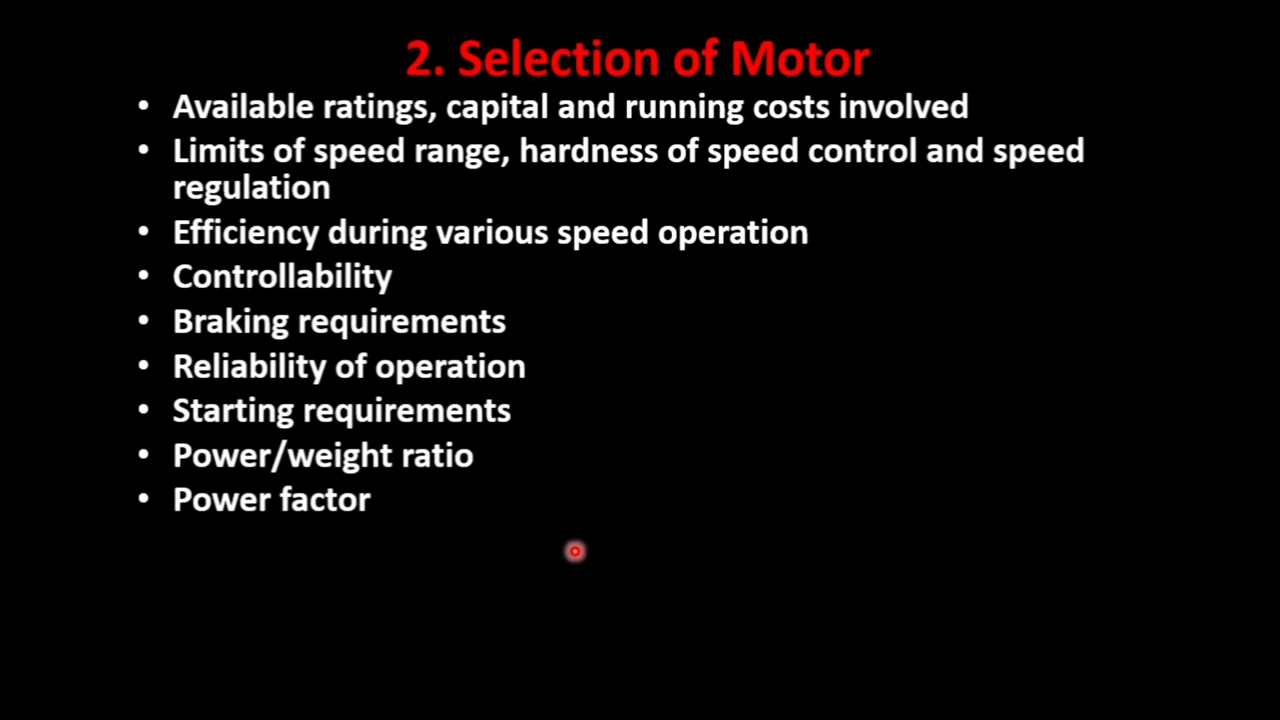 2. Selection of Motor
• Available ratings, capital and running costs involved
• Limits of speed range, hardness of speed control and speed
regulation
• Efficiency during various speed operation
• Controllability
• Braking requirements
• Reliability of operation
• Starting requirements
• Power/weight ratio
• Power factor